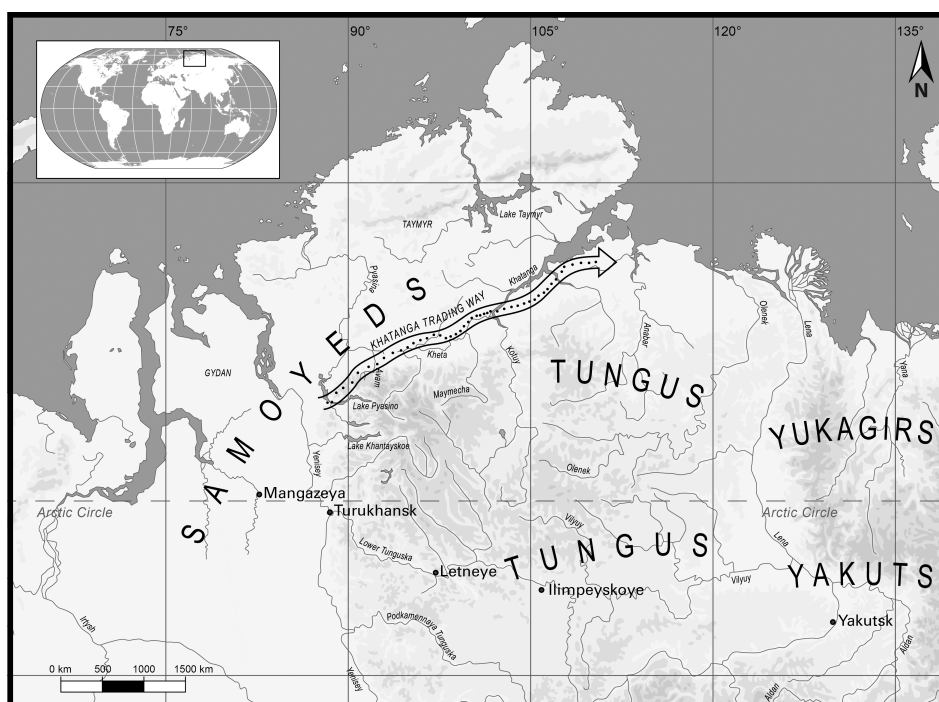 75°
90°
105°
120°
135°
N
TAYMYR
Lake Taymyr
Pyasina
Khatanga
KHATANGA TRADING WAY
SAMOYEDS
Olenek
Lena
Yana
Anabar
Kheta
Kotuy
GYDAN
Avam
TUNGUS
Maymecha
Lake Pyasino
YUKAGIRS
Lake Khantayskoe
Yenisey
Olenek
Mangazeya
Turukhansk
Arctic Circle
Arctic Circle
Vilyuy
Lena
Lower Tunguska
TUNGUS
Letneye
Ilimpeyskoye
Vilyuy
YAKUTS
Yakutsk
Irtysh
Podkamennaya Tunguska
Aldan
Yenisey
Aldan
0 km 500 1000 1500 km